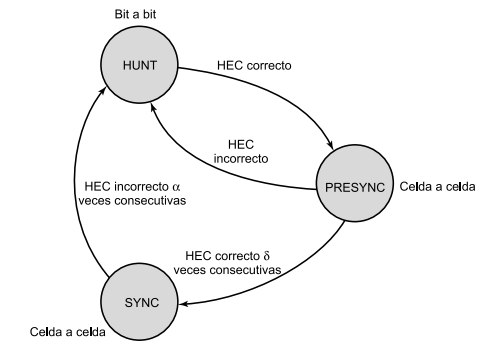 Bit a bit
HUNT
HEC correcto
HEC
incorrecto
PRESYNC
Celda a celda
HEC incorrecto α
veces consecutivas
HEC correcto δ
veces consecutivas
SYNC
Celda a celda